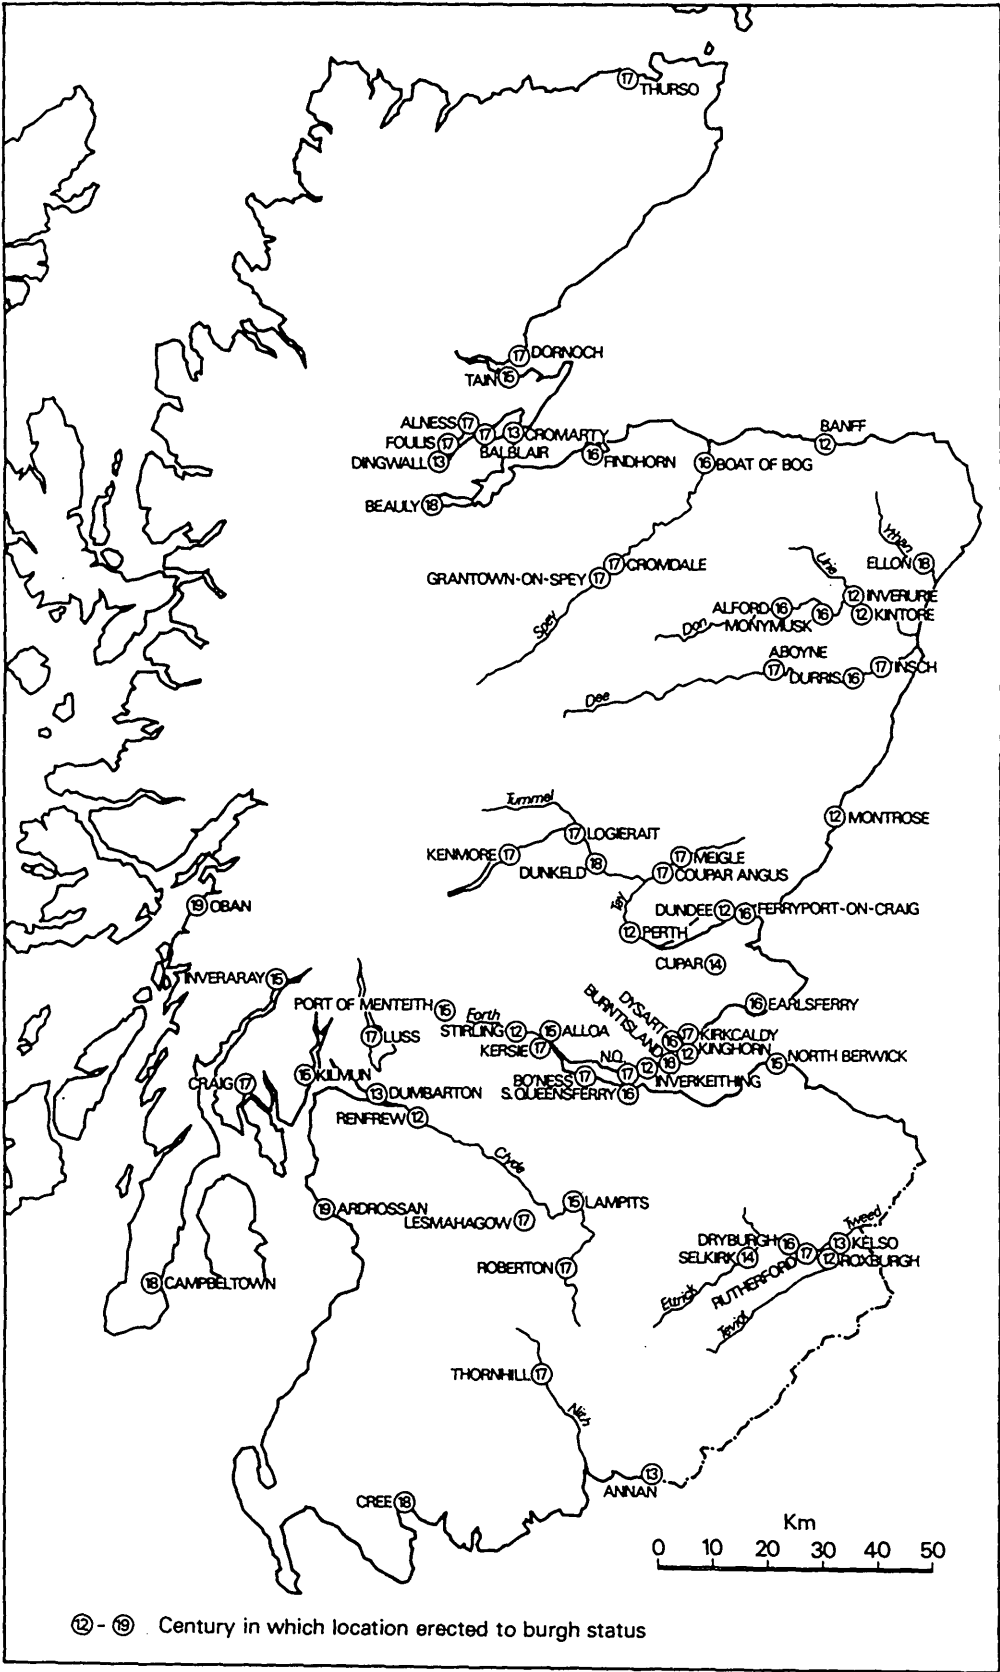 17 THURSO
17 DORNOCH
TAIN 15
ALNESS 17
FOULIS 17
17 BALBLAIR
13 CROMARTY
DINGWALL 13
16 FINDHORN
BANFF
12
16 BOAT OF BOG
BEAULY 18
Ythan
ELLON 18
Urie
17 CROMDALE
GRANTOWN-ON-SPEY 17
Spey
12 INVERURIE
ALFORD 16
12 KINTORE
Don
MONYMUSK 16
ABOYNE
17
DURRIS 16
17 INSCH
Dee
Tummel
12 MONTROSE
17 LOGIERAIT
KENMORE 17
DUNKELD 18
17 MEIGLE
17 COUPAR ANGUS
Tay
DUNDEE 12
16 FERRYPORT-ON-CRAIG
12 PERTH
19 OBAN
CUPAR 14
INVERARAY 15
PORT OF MENTEITH 15
16 EARLSFERRY
Forth
STIRLING 12
15 ALLOA
DYSART 16
BURNTISLAND 16
17 KIRKCALDY
12 KINGHORN
17 LUSS
KERSIE 17
N.Q. 17
12 INVERKEITHING
15 NORTH BERWICK
BO'NESS 17
S. QUEENSFERRY 16
CRAIG 17
15 KILMUN
13 DUMBARTON
RENFREW 12
Clyde
19 ARDROSSAN
15 LAMPITS
LESMAHAGOW 17
Tweed
DRYBURGH 16
13 KELSO
SELKIRK 14
RUTHERFORD 17
12 ROXBURGH
ROBERTON 17
18 CAMPBELTOWN
Ettrick
Teviot
THORNHILL 17
Nith
13
ANNAN
CREE 18
Km
0 10 20 30 40 50
12 - 19 Century in which location erected to burgh status